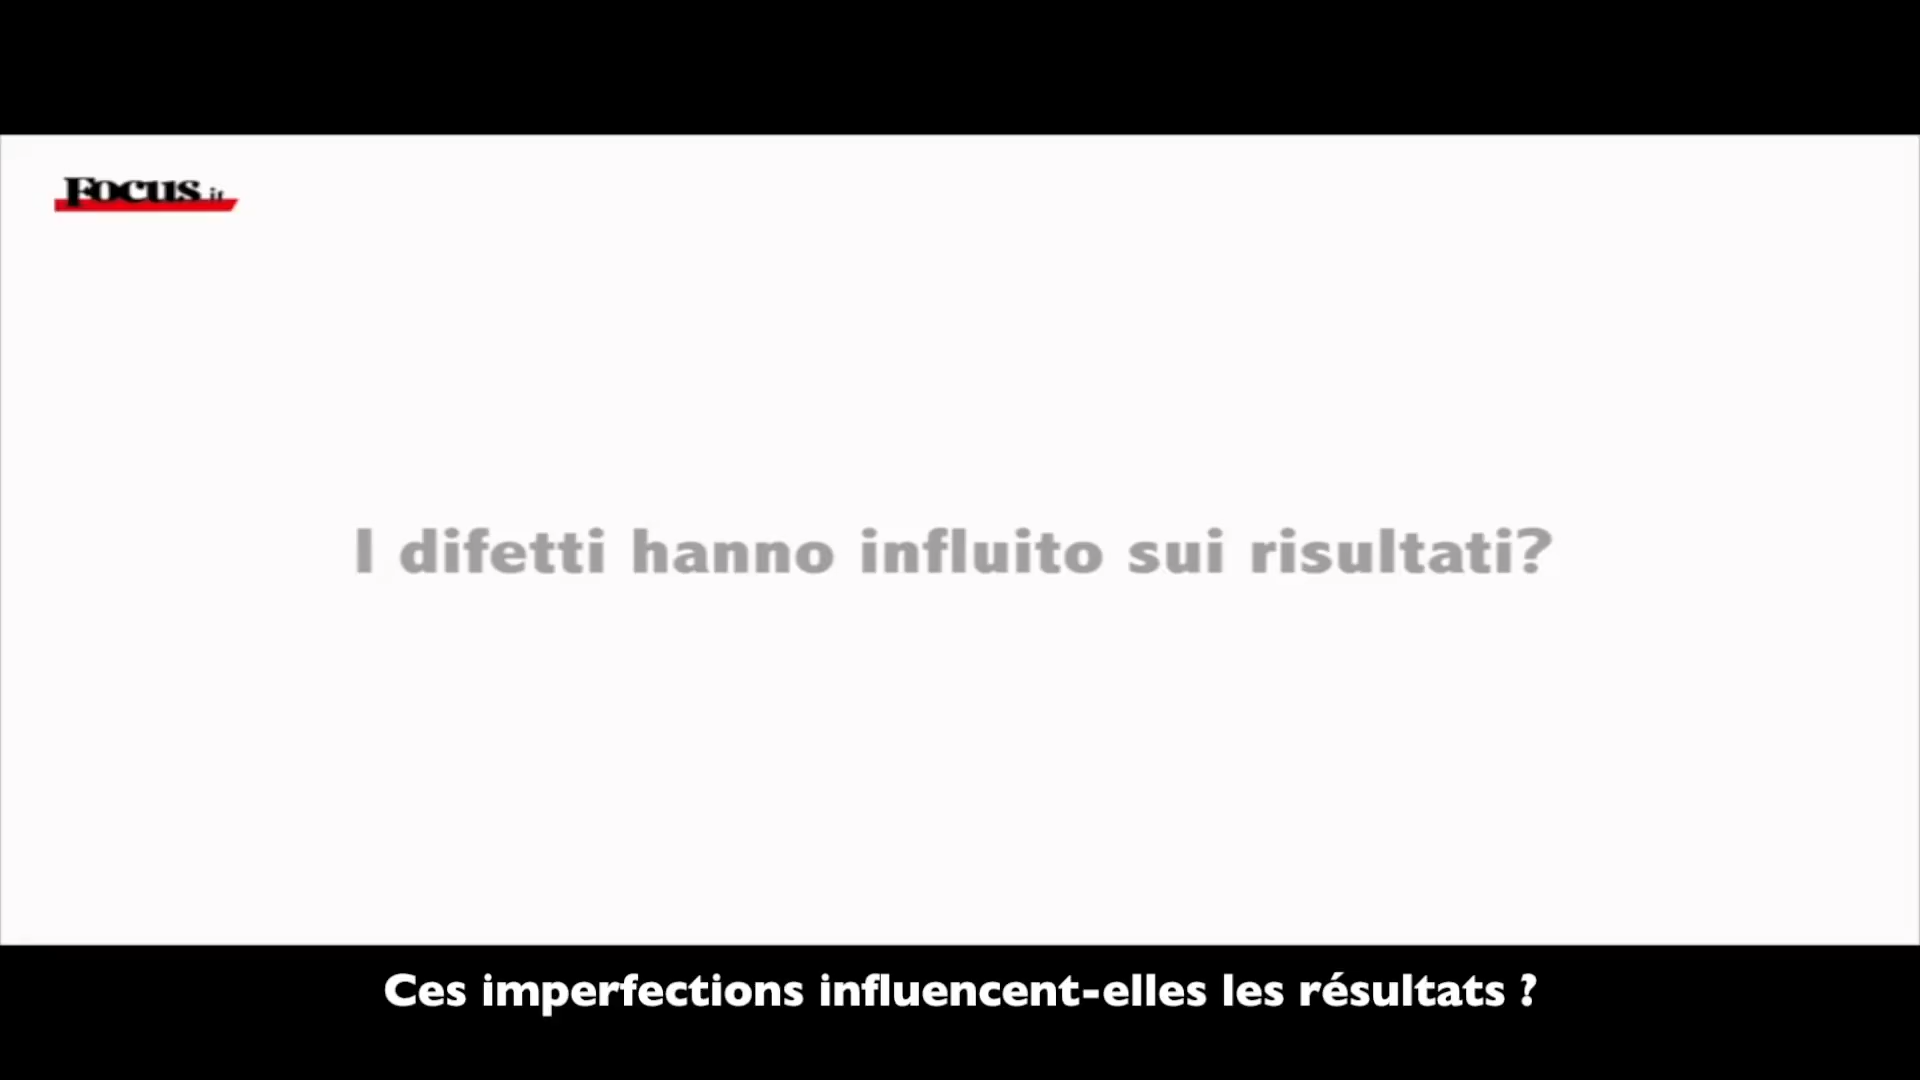 Focus.it
I difetti hanno influito sui risultati?
Ces imperfections influencent-elles les résultats ?